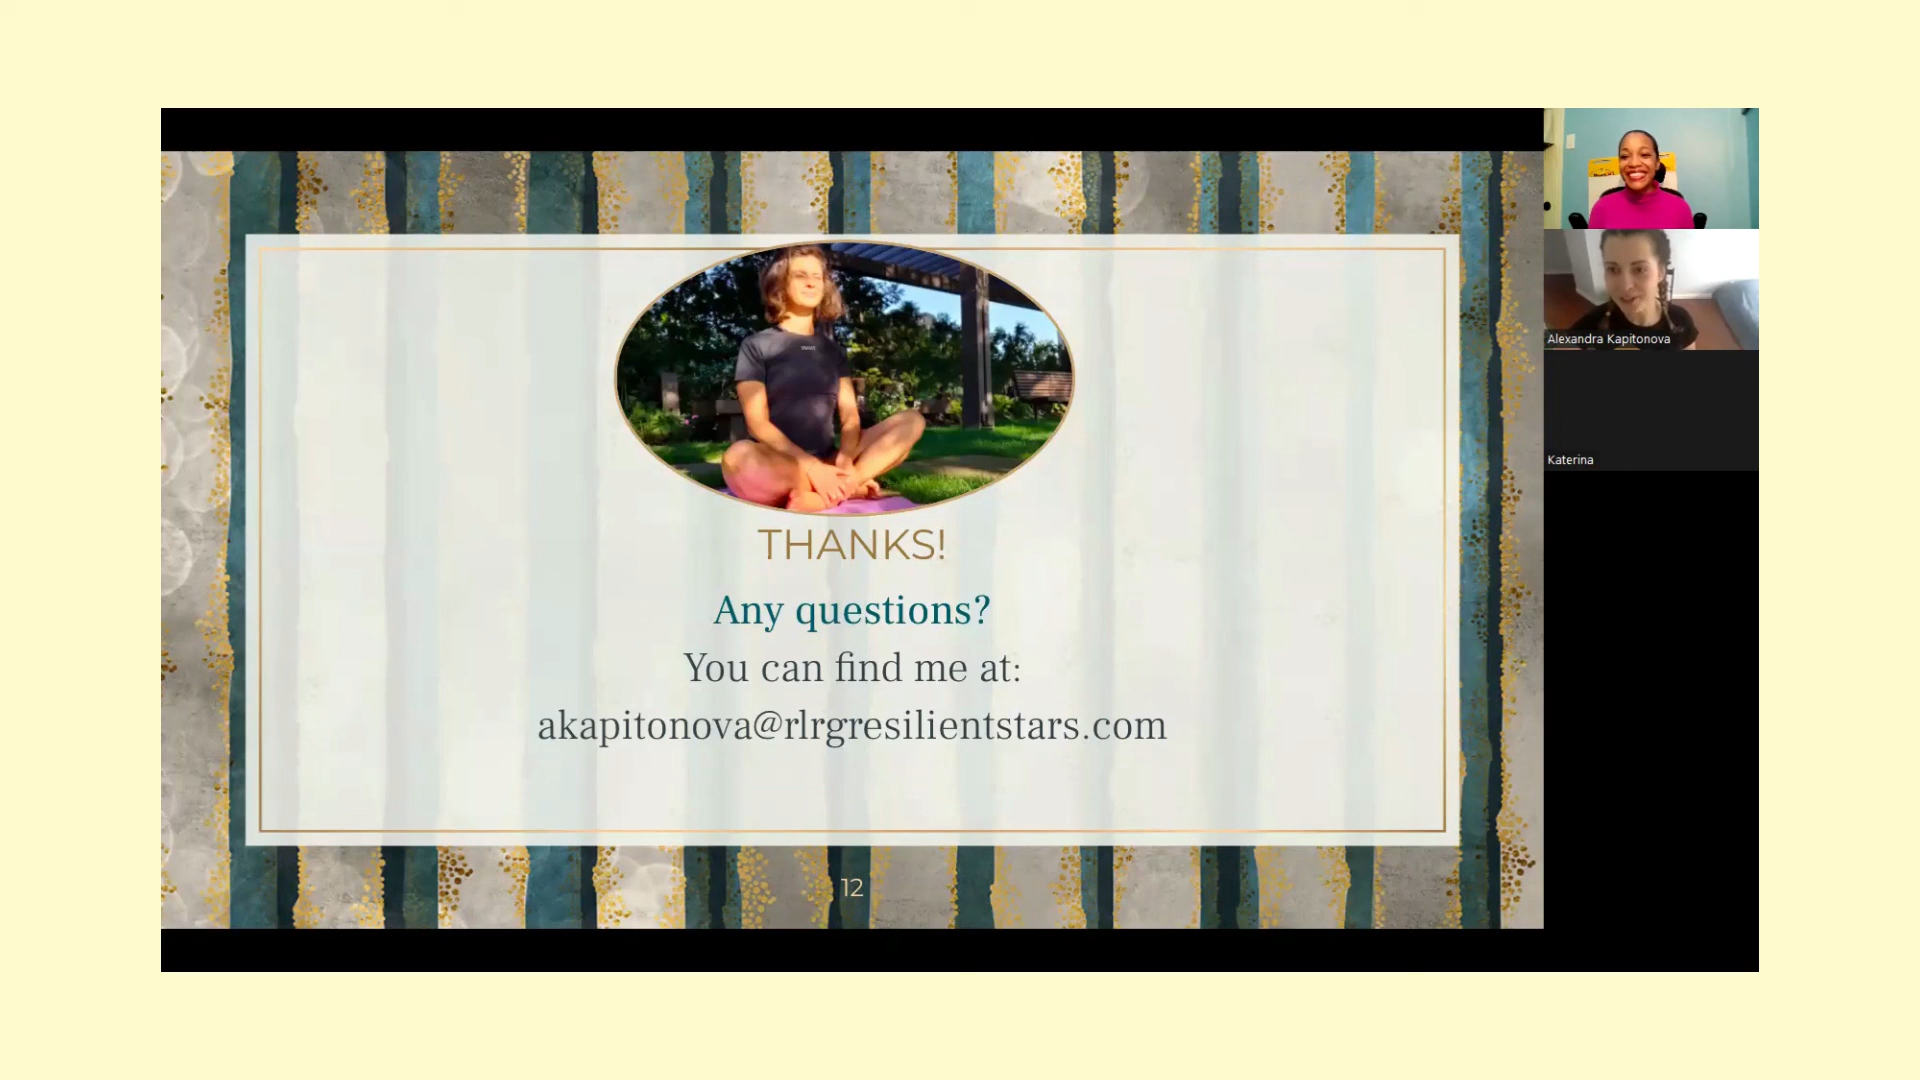 THANKS!
Any questions?
You can find me at:
akapitonova@rlrgresilientstars.com
12
Alexandra Kapitonova
Katerina